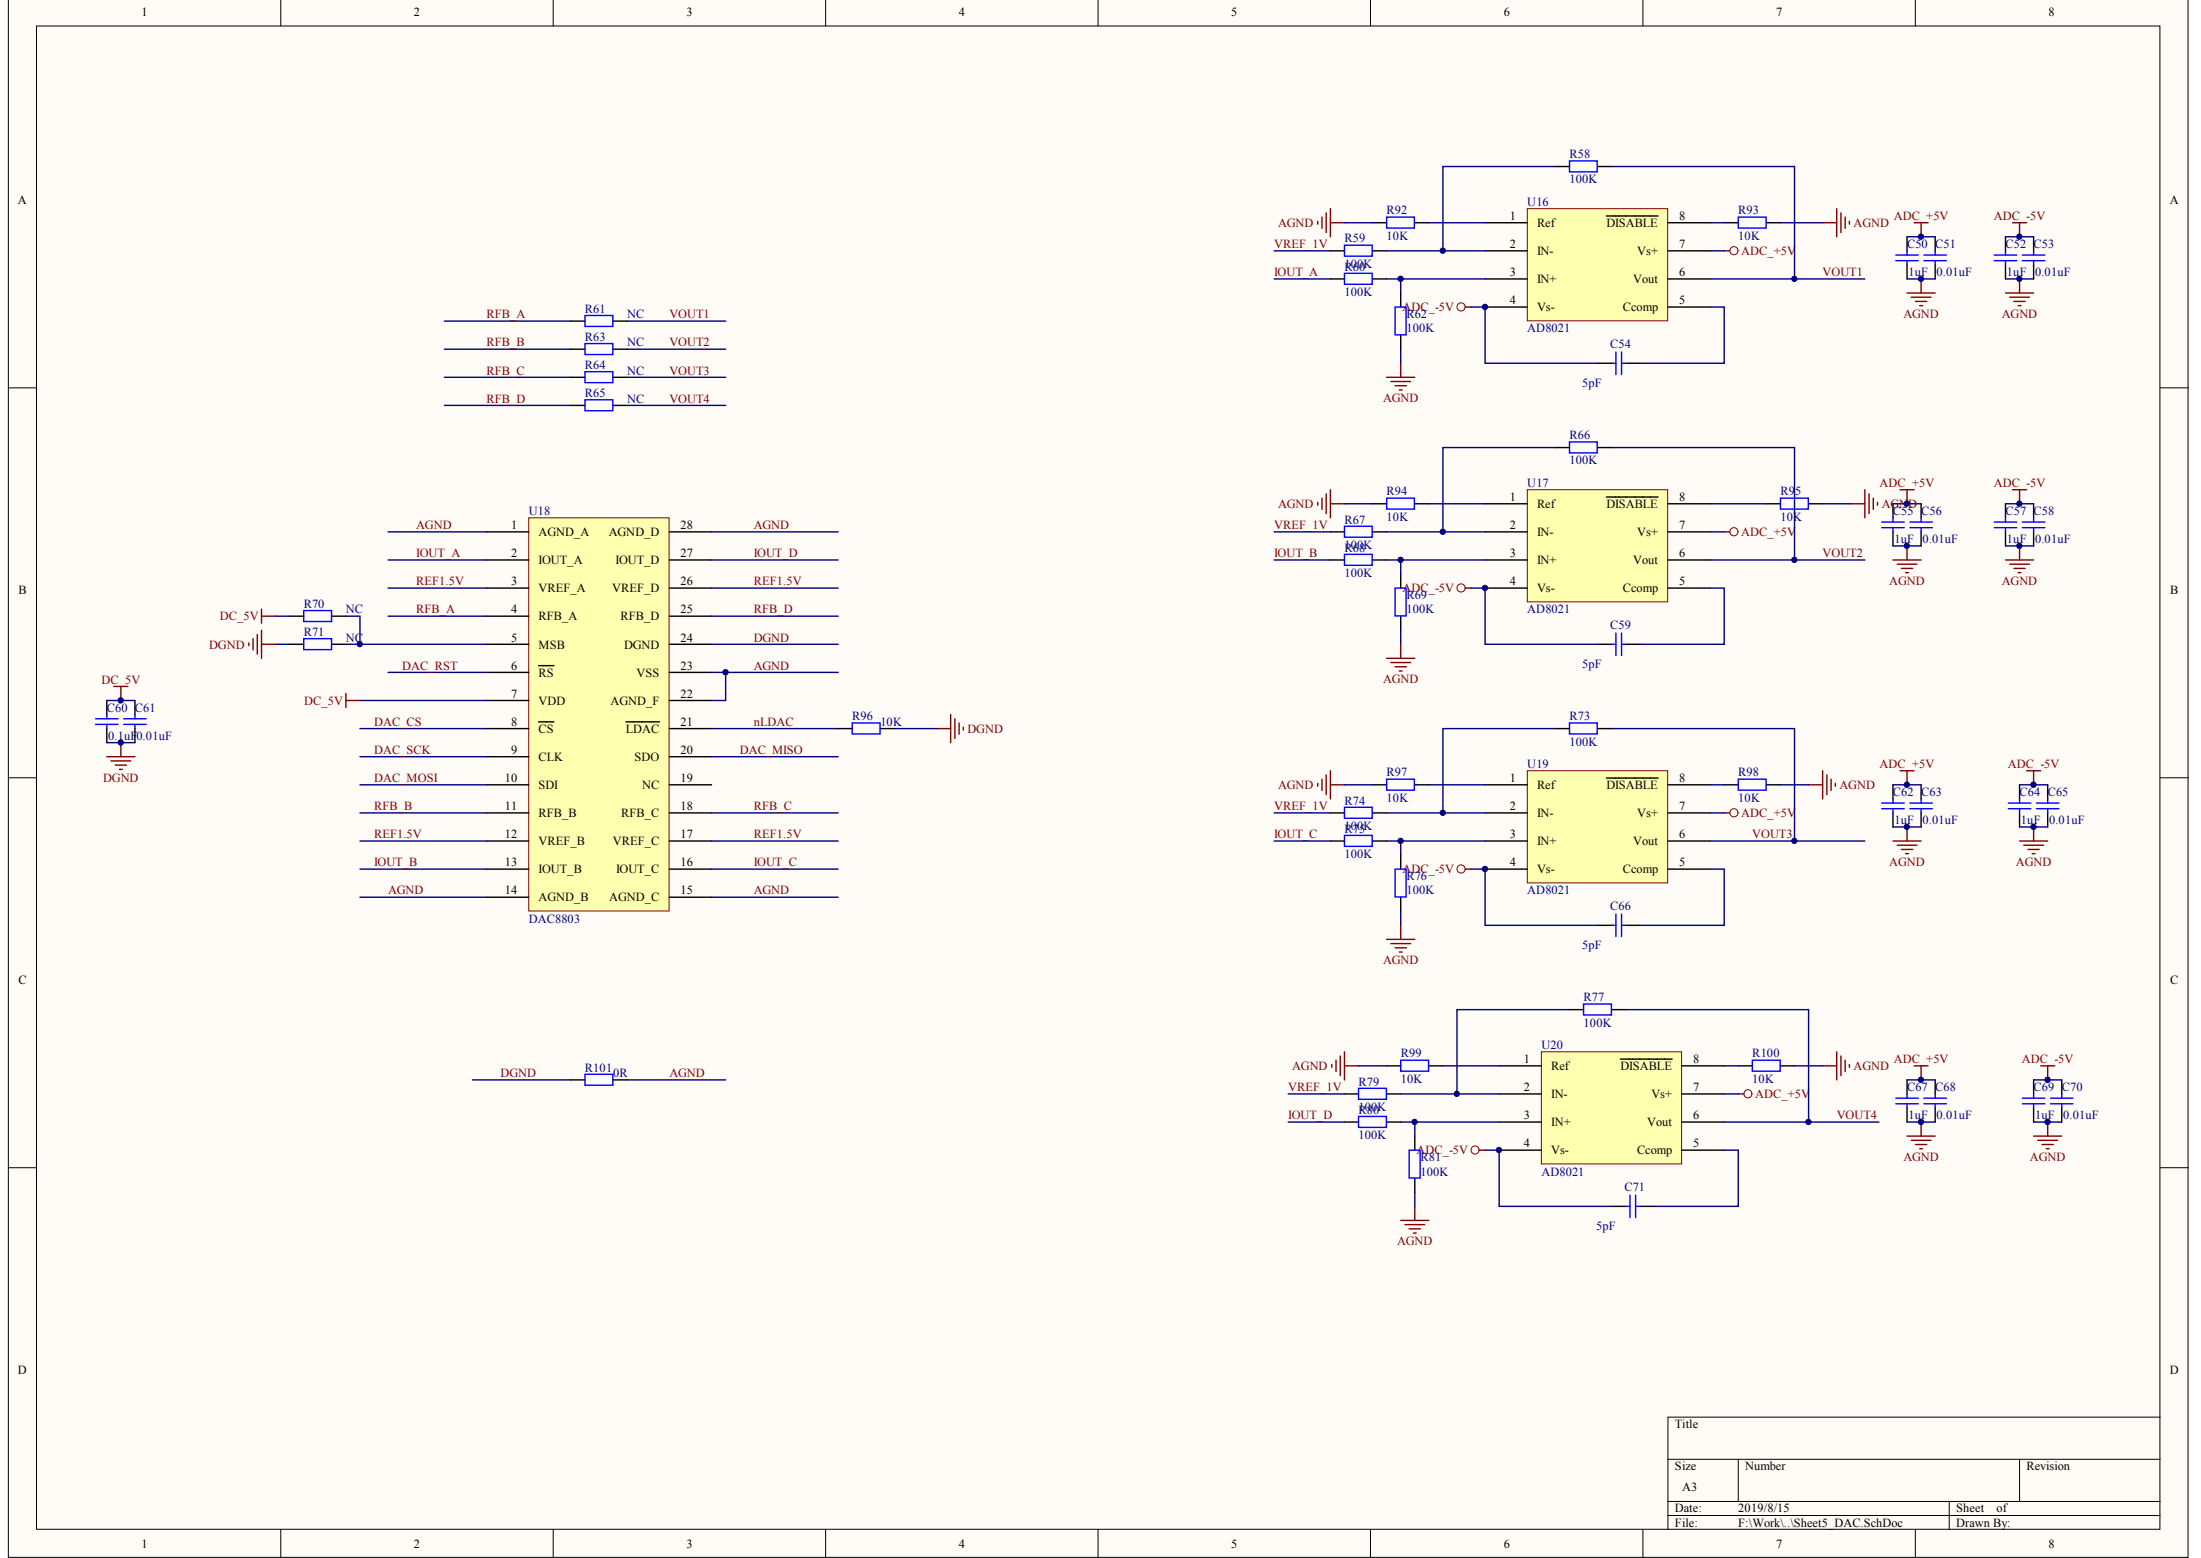 1 2 3 4 5 6 7 8
A
B
C
D
A
B
C
D
RFB_A R61 NC VOUT1
RFB_B R63 NC VOUT2
RFB_C R64 NC VOUT3
RFB_D R65 NC VOUT4
U18
AGND 1 AGND_A AGND_D 28 AGND
IOUT_A 2 IOUT_A IOUT_D 27 IOUT_D
REF1.5V 3 VREF_A VREF_D 26 REF1.5V
RFB_A 4 RFB_A RFB_D 25 RFB_D
DC_5V R70 NC
DGND R71 NC 5 MSB DGND 24 DGND
DAC_RST 6 RS VSS 23 AGND
DC_5V 7 VDD AGND_F 22
DAC_CS 8 CS LDAC 21 nLDAC R96 10K DGND
DAC_SCK 9 CLK SDO 20 DAC_MISO
DAC_MOSI 10 SDI NC 19
RFB_B 11 RFB_B RFB_C 18 RFB_C
REF1.5V 12 VREF_B VREF_C 17 REF1.5V
IOUT_B 13 IOUT_B IOUT_C 16 IOUT_C
AGND 14 AGND_B AGND_C 15 AGND
DAC8803
DC_5V
C60 C61
0.1uF 0.01uF
DGND
DGND R101 0R AGND
R58
100K
U16
AGND R92 10K 1 Ref DISABLE 8 R93 10K AGND
VREF_1V R59 100K 2 IN- Vs+ 7 ADC_+5V
IOUT_A R60 100K 3 IN+ Vout 6 VOUT1
ADC_-5V 4 Vs- Ccomp 5
R62
100K
AD8021
C54
5pF
AGND
ADC_+5V ADC_-5V
C50 C51 C52 C53
1uF 0.01uF 1uF 0.01uF
AGND AGND
R66
100K
U17
AGND R94 10K 1 Ref DISABLE 8 R95 10K AGND
VREF_1V R67 100K 2 IN- Vs+ 7 ADC_+5V
IOUT_B R68 100K 3 IN+ Vout 6 VOUT2
ADC_-5V 4 Vs- Ccomp 5
R69
100K
AD8021
C59
5pF
AGND
ADC_+5V ADC_-5V
C55 C56 C57 C58
1uF 0.01uF 1uF 0.01uF
AGND AGND
R73
100K
U19
AGND R97 10K 1 Ref DISABLE 8 R98 10K AGND
VREF_1V R74 100K 2 IN- Vs+ 7 ADC_+5V
IOUT_C R75 100K 3 IN+ Vout 6 VOUT3
ADC_-5V 4 Vs- Ccomp 5
R76
100K
AD8021
C66
5pF
AGND
ADC_+5V ADC_-5V
C62 C63 C64 C65
1uF 0.01uF 1uF 0.01uF
AGND AGND
R77
100K
U20
AGND R99 10K 1 Ref DISABLE 8 R100 10K AGND
VREF_1V R79 100K 2 IN- Vs+ 7 ADC_+5V
IOUT_D R80 100K 3 IN+ Vout 6 VOUT4
ADC_-5V 4 Vs- Ccomp 5
R81
100K
AD8021
C71
5pF
AGND
ADC_+5V ADC_-5V
C67 C68 C69 C70
1uF 0.01uF 1uF 0.01uF
AGND AGND
Title
Size Number Revision
A3
Date: 2019/8/15 Sheet of
File: F:\Work\..\Sheet5_DAC.SchDoc Drawn By:
1 2 3 4 5 6 7 8